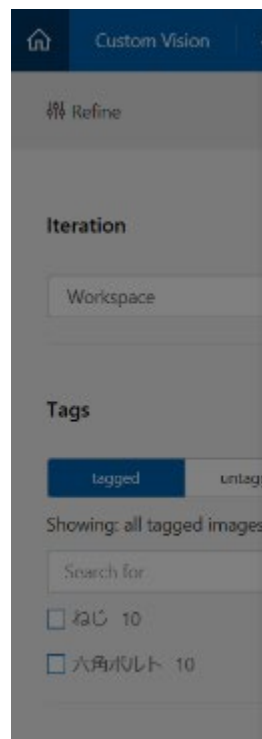 Custom Vision
Refine
Iteration
Workspace
Tags
tagged untag
Showing: all tagged images
Search for
ねじ 10
六角ボルト 10